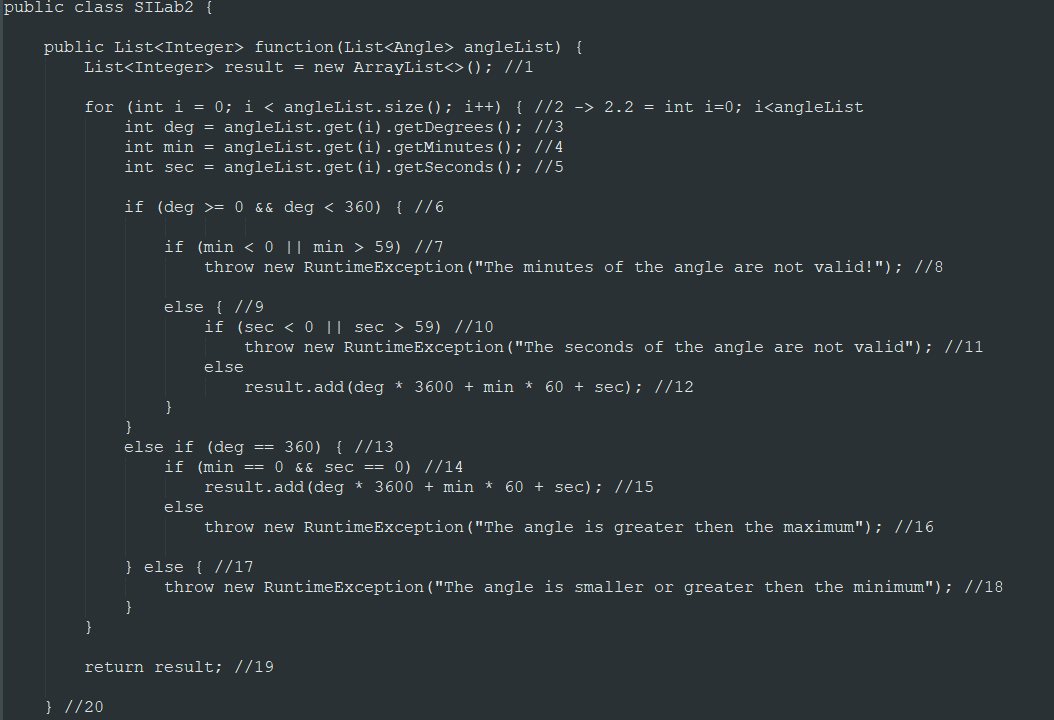 public class SILab2 {
public List<Integer> function(List<Angle> angleList) {
List<Integer> result = new ArrayList<>(); //1
for (int i = 0; i < angleList.size(); i++) { //2 -> 2.2 = int i=0; i<angleList
int deg = angleList.get(i).getDegrees(); //3
int min = angleList.get(i).getMinutes(); //4
int sec = angleList.get(i).getSeconds(); //5
if (deg >= 0 && deg < 360) { //6
if (min < 0 || min > 59) //7
throw new RuntimeException("The minutes of the angle are not valid!"); //8
else { //9
if (sec < 0 || sec > 59) //10
throw new RuntimeException("The seconds of the angle are not valid"); //11
else
result.add(deg * 3600 + min * 60 + sec); //12
}
}
else if (deg == 360) { //13
if (min == 0 && sec == 0) //14
result.add(deg * 3600 + min * 60 + sec); //15
else
throw new RuntimeException("The angle is greater then the maximum"); //16
} else { //17
throw new RuntimeException("The angle is smaller or greater then the minimum"); //18
}
}
return result; //19
} //20